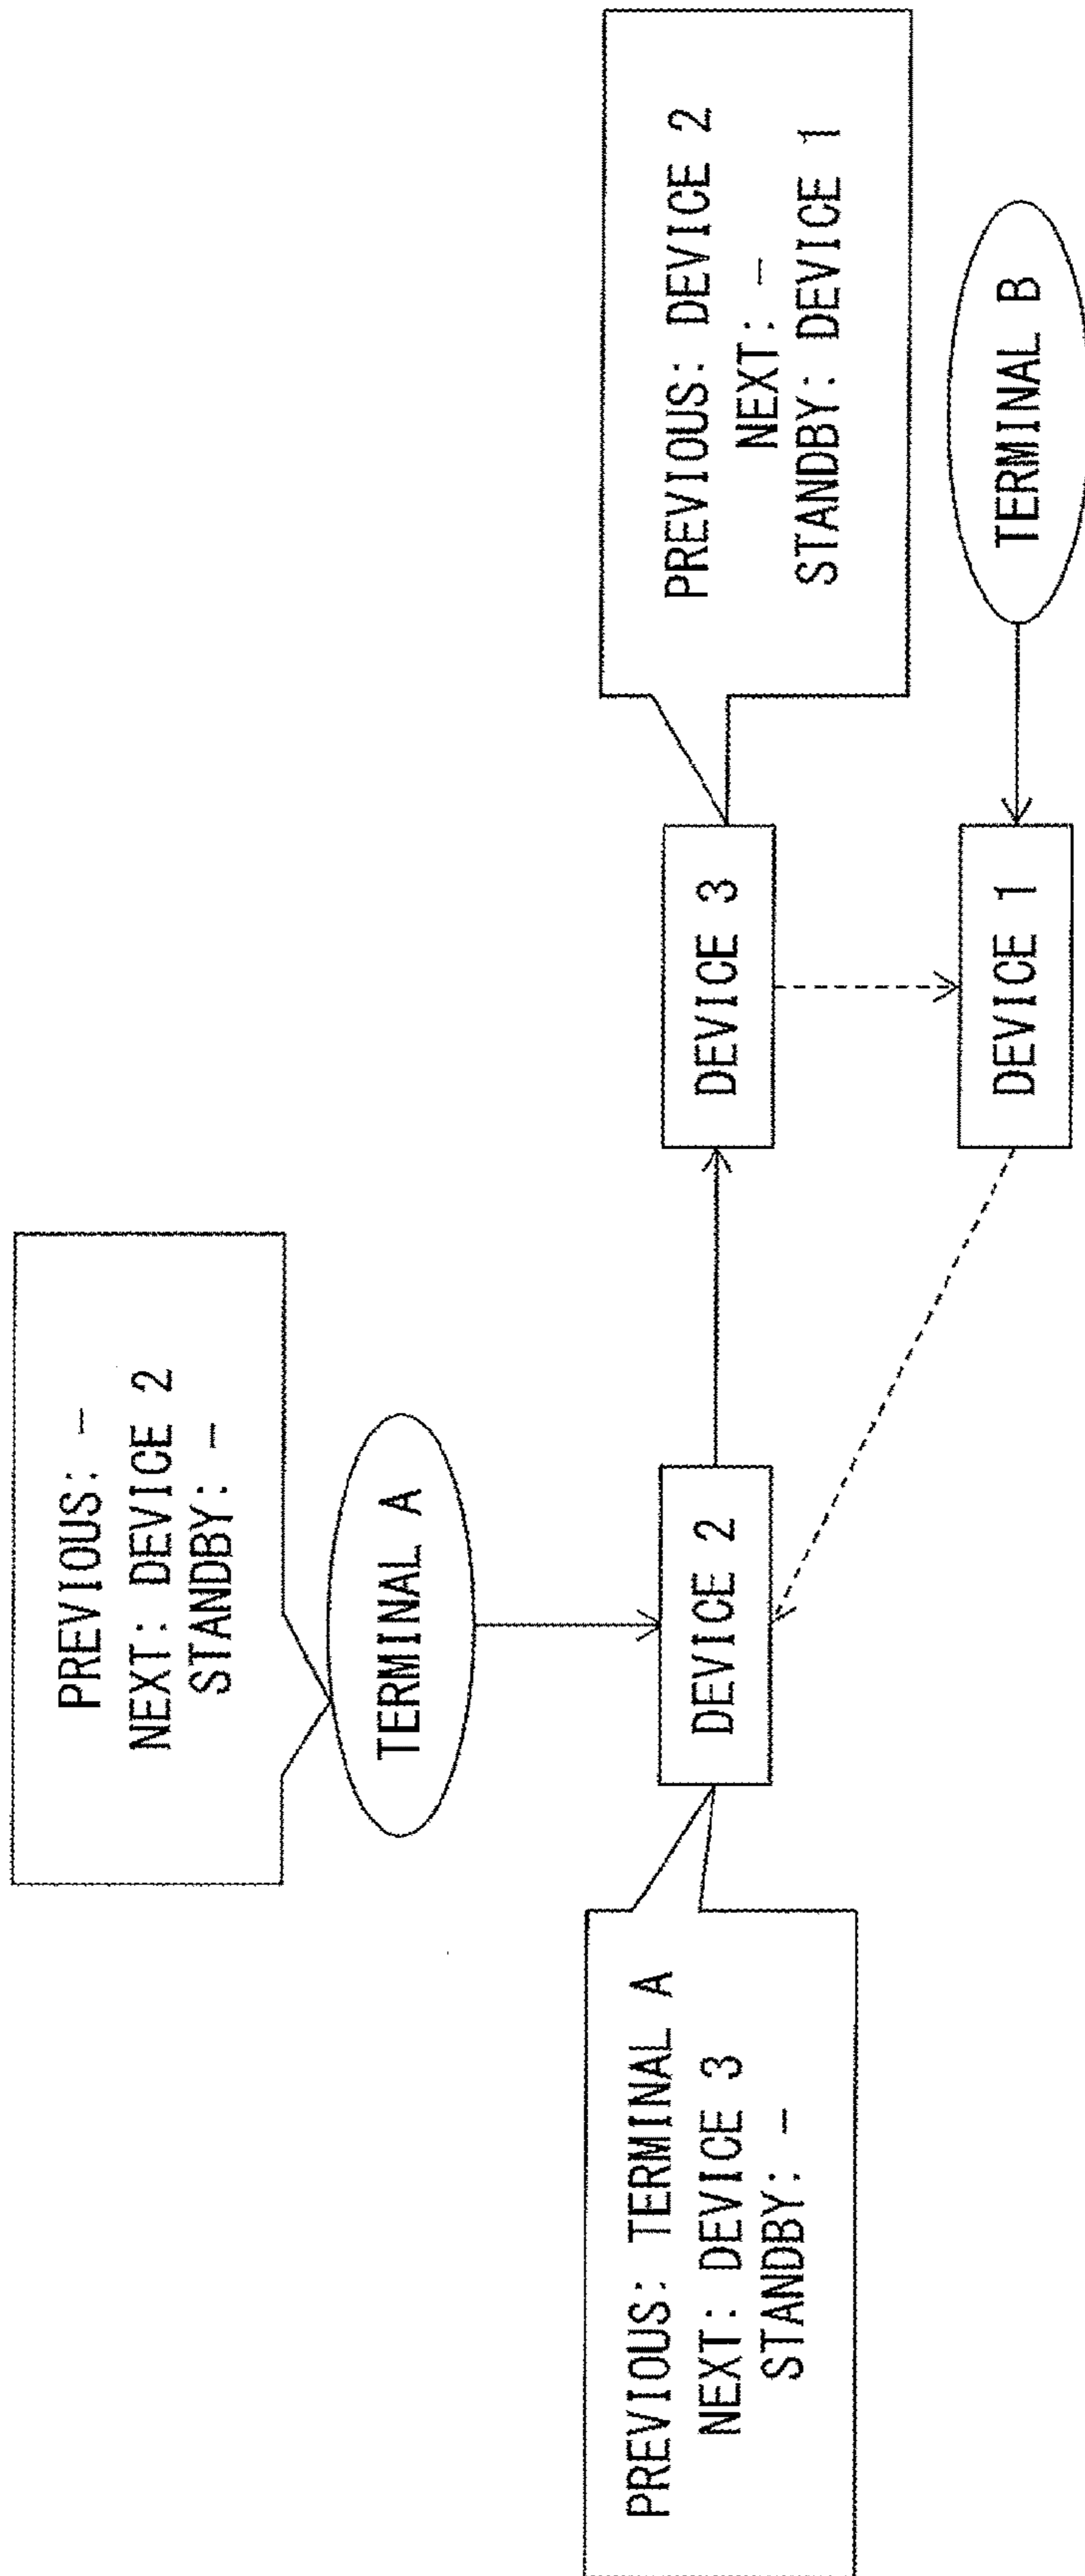 PREVIOUS: -
NEXT: DEVICE 2
STANDBY: -
TERMINAL A
PREVIOUS: TERMINAL A
NEXT: DEVICE 3
STANDBY: -
DEVICE 2
DEVICE 3
PREVIOUS: DEVICE 2
NEXT: -
STANDBY: DEVICE 1
DEVICE 1
TERMINAL B